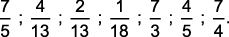 7/5 ; 4/13 ; 2/13 ; 1/18 ; 7/3 ; 4/5 ; 7/4.